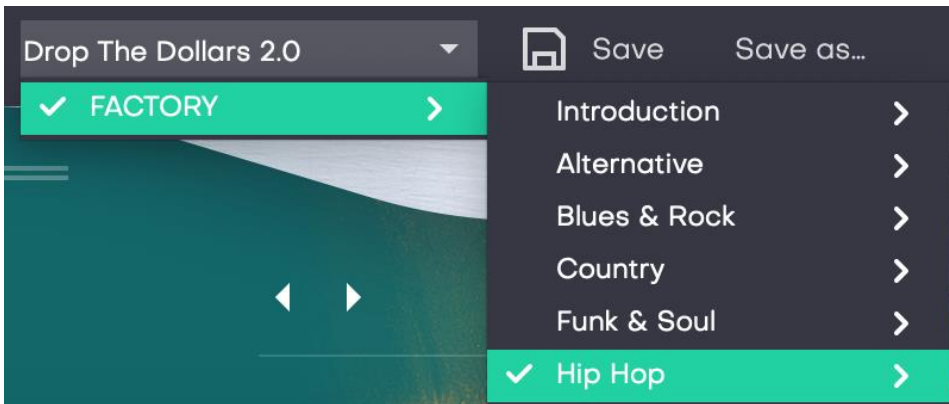 Drop The Dollars 2.0
Save
Save as...
FACTORY
Introduction
Alternative
Blues & Rock
Country
Funk & Soul
Hip Hop